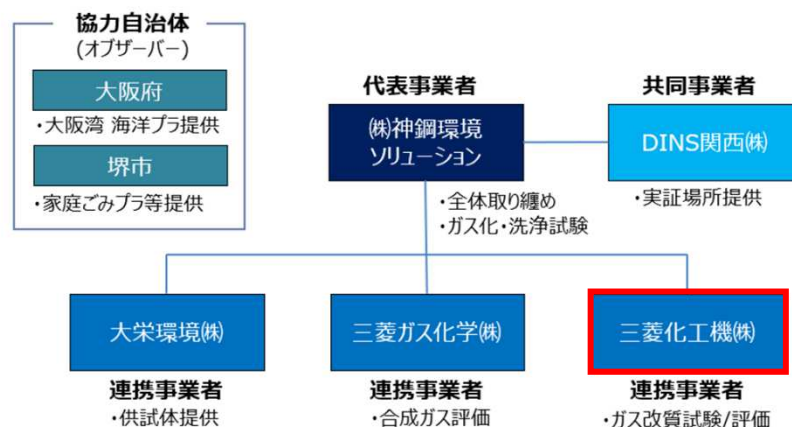 協力自治体
(オブザーバー)
大阪府
・大阪湾 海洋プラ提供
堺市
・家庭ごみプラ等提供
代表事業者
㈱神鋼環境
ソリューション
・全体取り纏め
・ガス化・洗浄試験
共同事業者
DINS関西㈱
・実証場所提供
大栄環境㈱
連携事業者
・供試体提供
三菱ガス化学㈱
連携事業者
・合成ガス評価
三菱化工機㈱
連携事業者
・ガス改質試験/評価